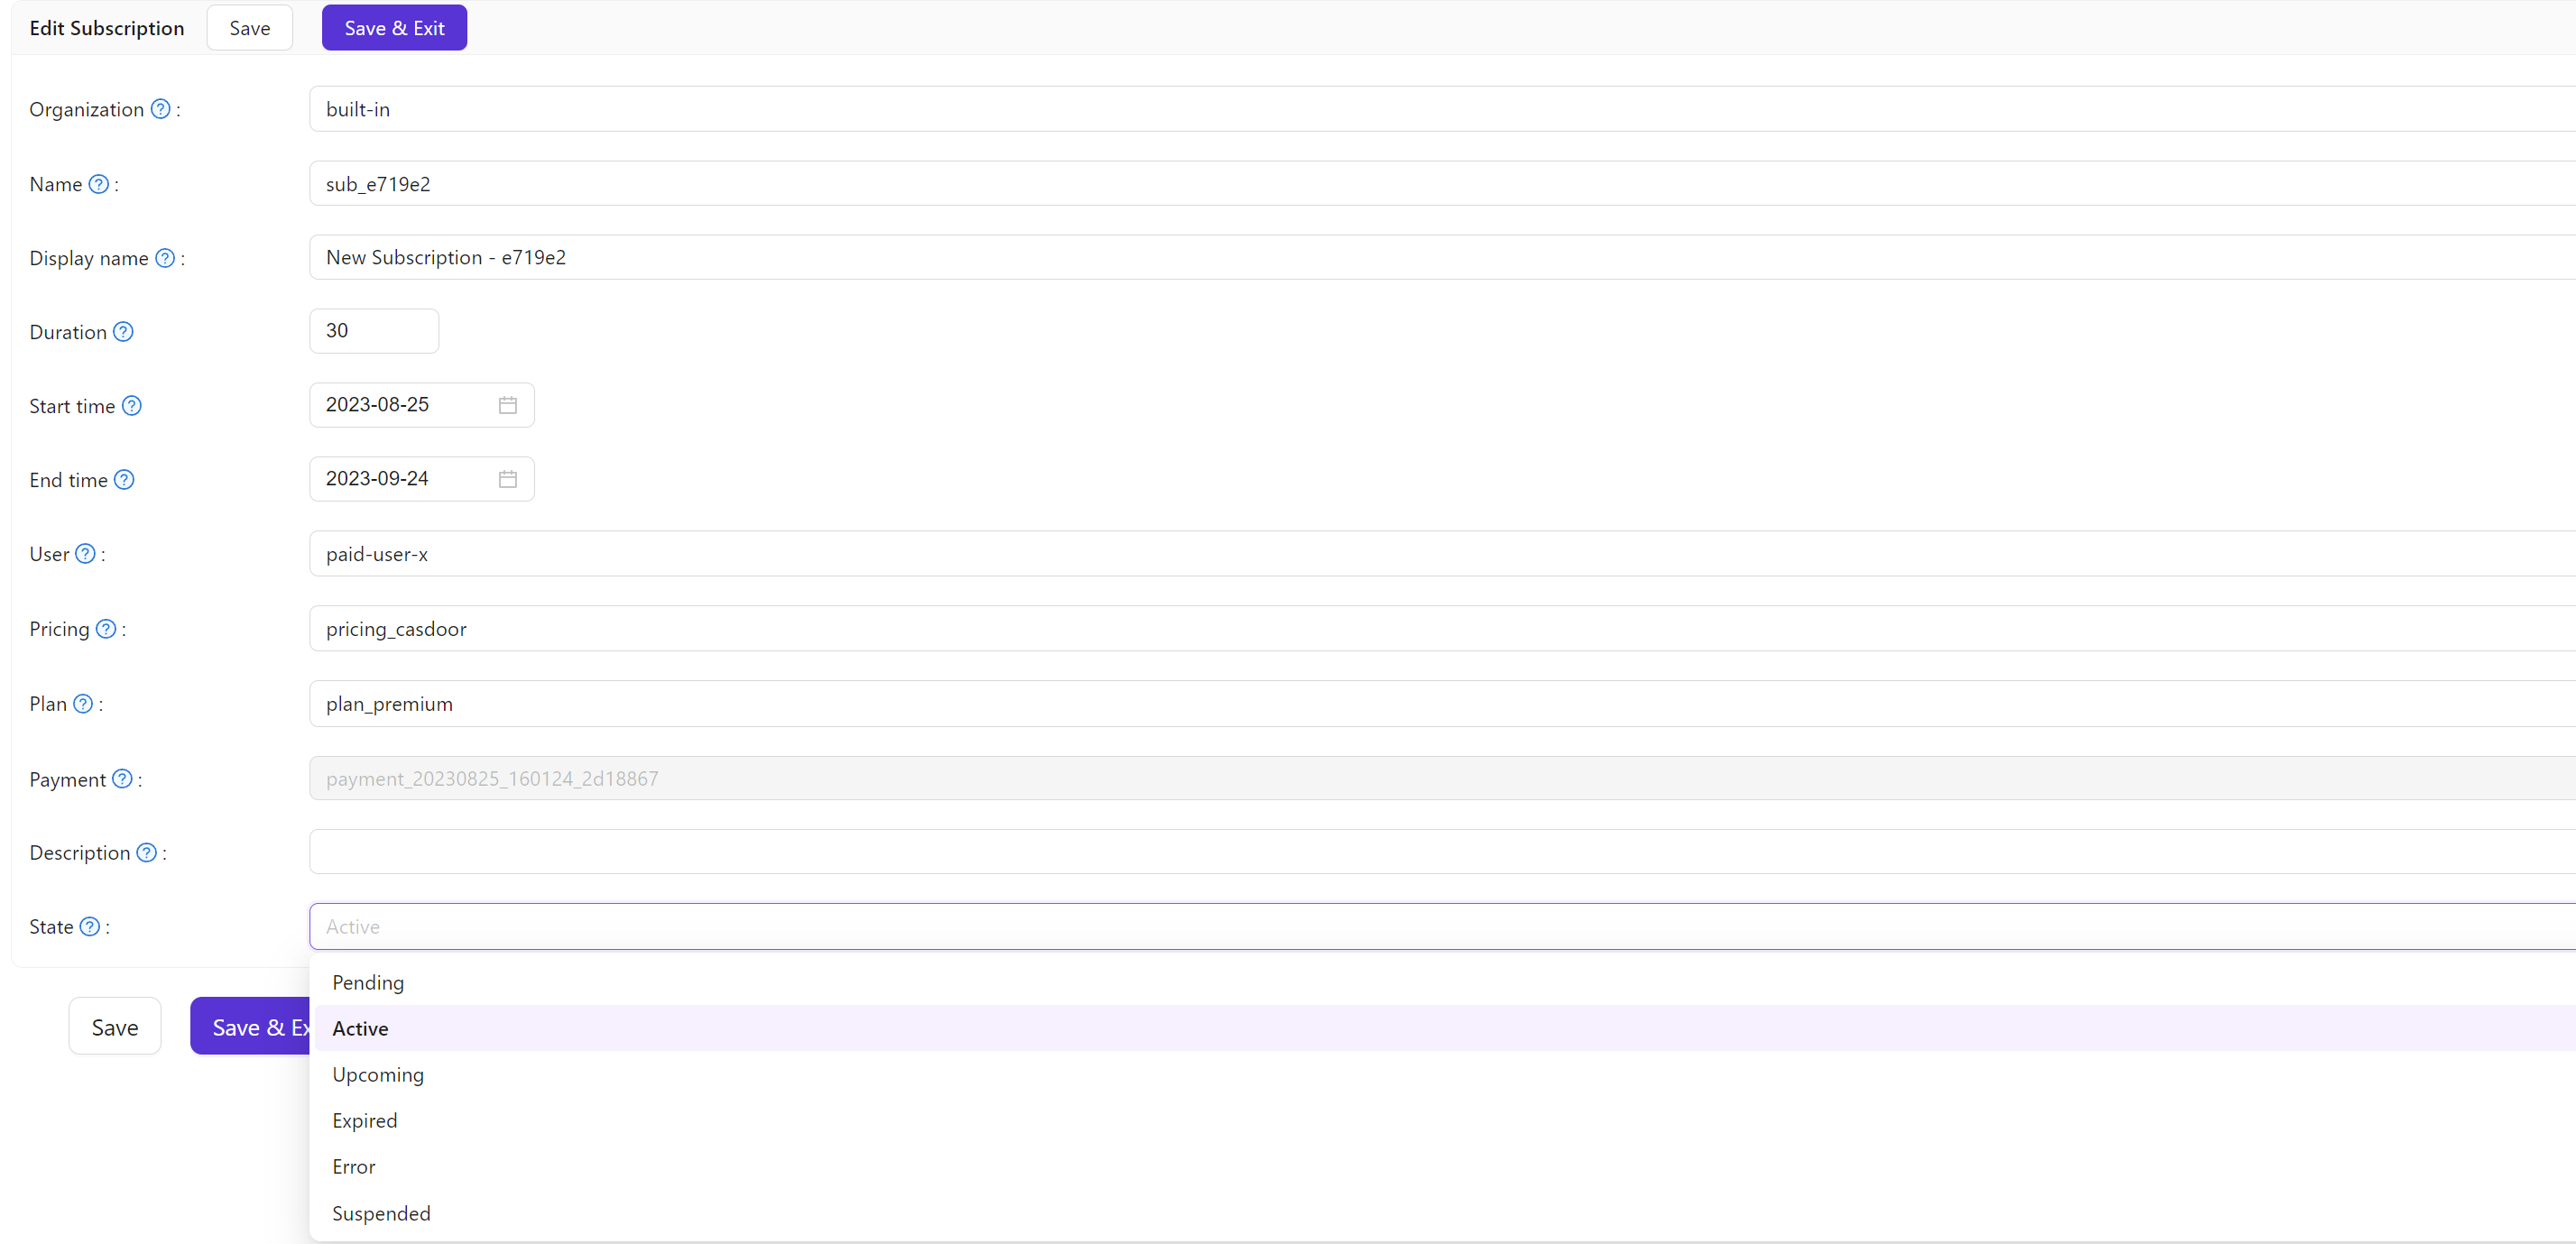 Edit Subscription Save Save & Exit
Organization ? : built-in
Name ? : sub_e719e2
Display name ? : New Subscription - e719e2
Duration ? 30
Start time ? 2023-08-25
End time ? 2023-09-24
User ? : paid-user-x
Pricing ? : pricing_casdoor
Plan ? : plan_premium
Payment ? : payment_20230825_160124_2d18867
Description ? :
State ? : Active
Pending
Save Save & Ex Active
Upcoming
Expired
Error
Suspended